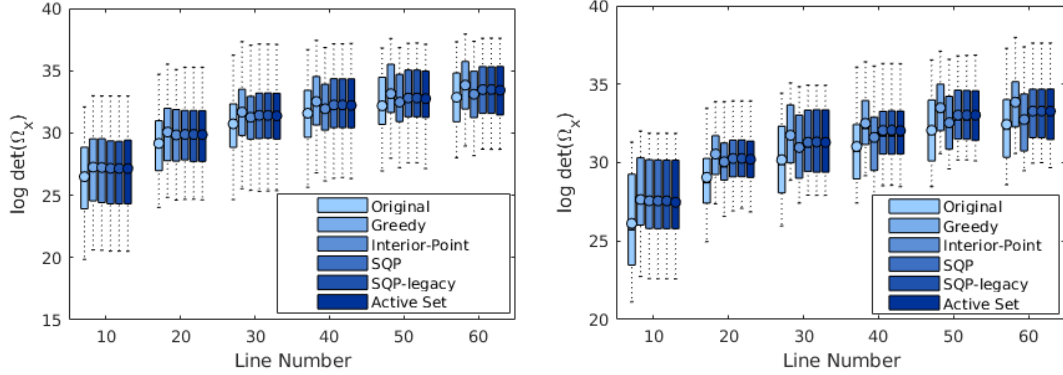 40
35
30
25
20
15
log det(Ωx)
10 20 30 40 50 60
Line Number
Original
Greedy
Interior-Point
SQP
SQP-legacy
Active Set
40
35
30
25
20
log det(Ωx)
10 20 30 40 50 60
Line Number
Original
Greedy
Interior-Point
SQP
SQP-legacy
Active Set